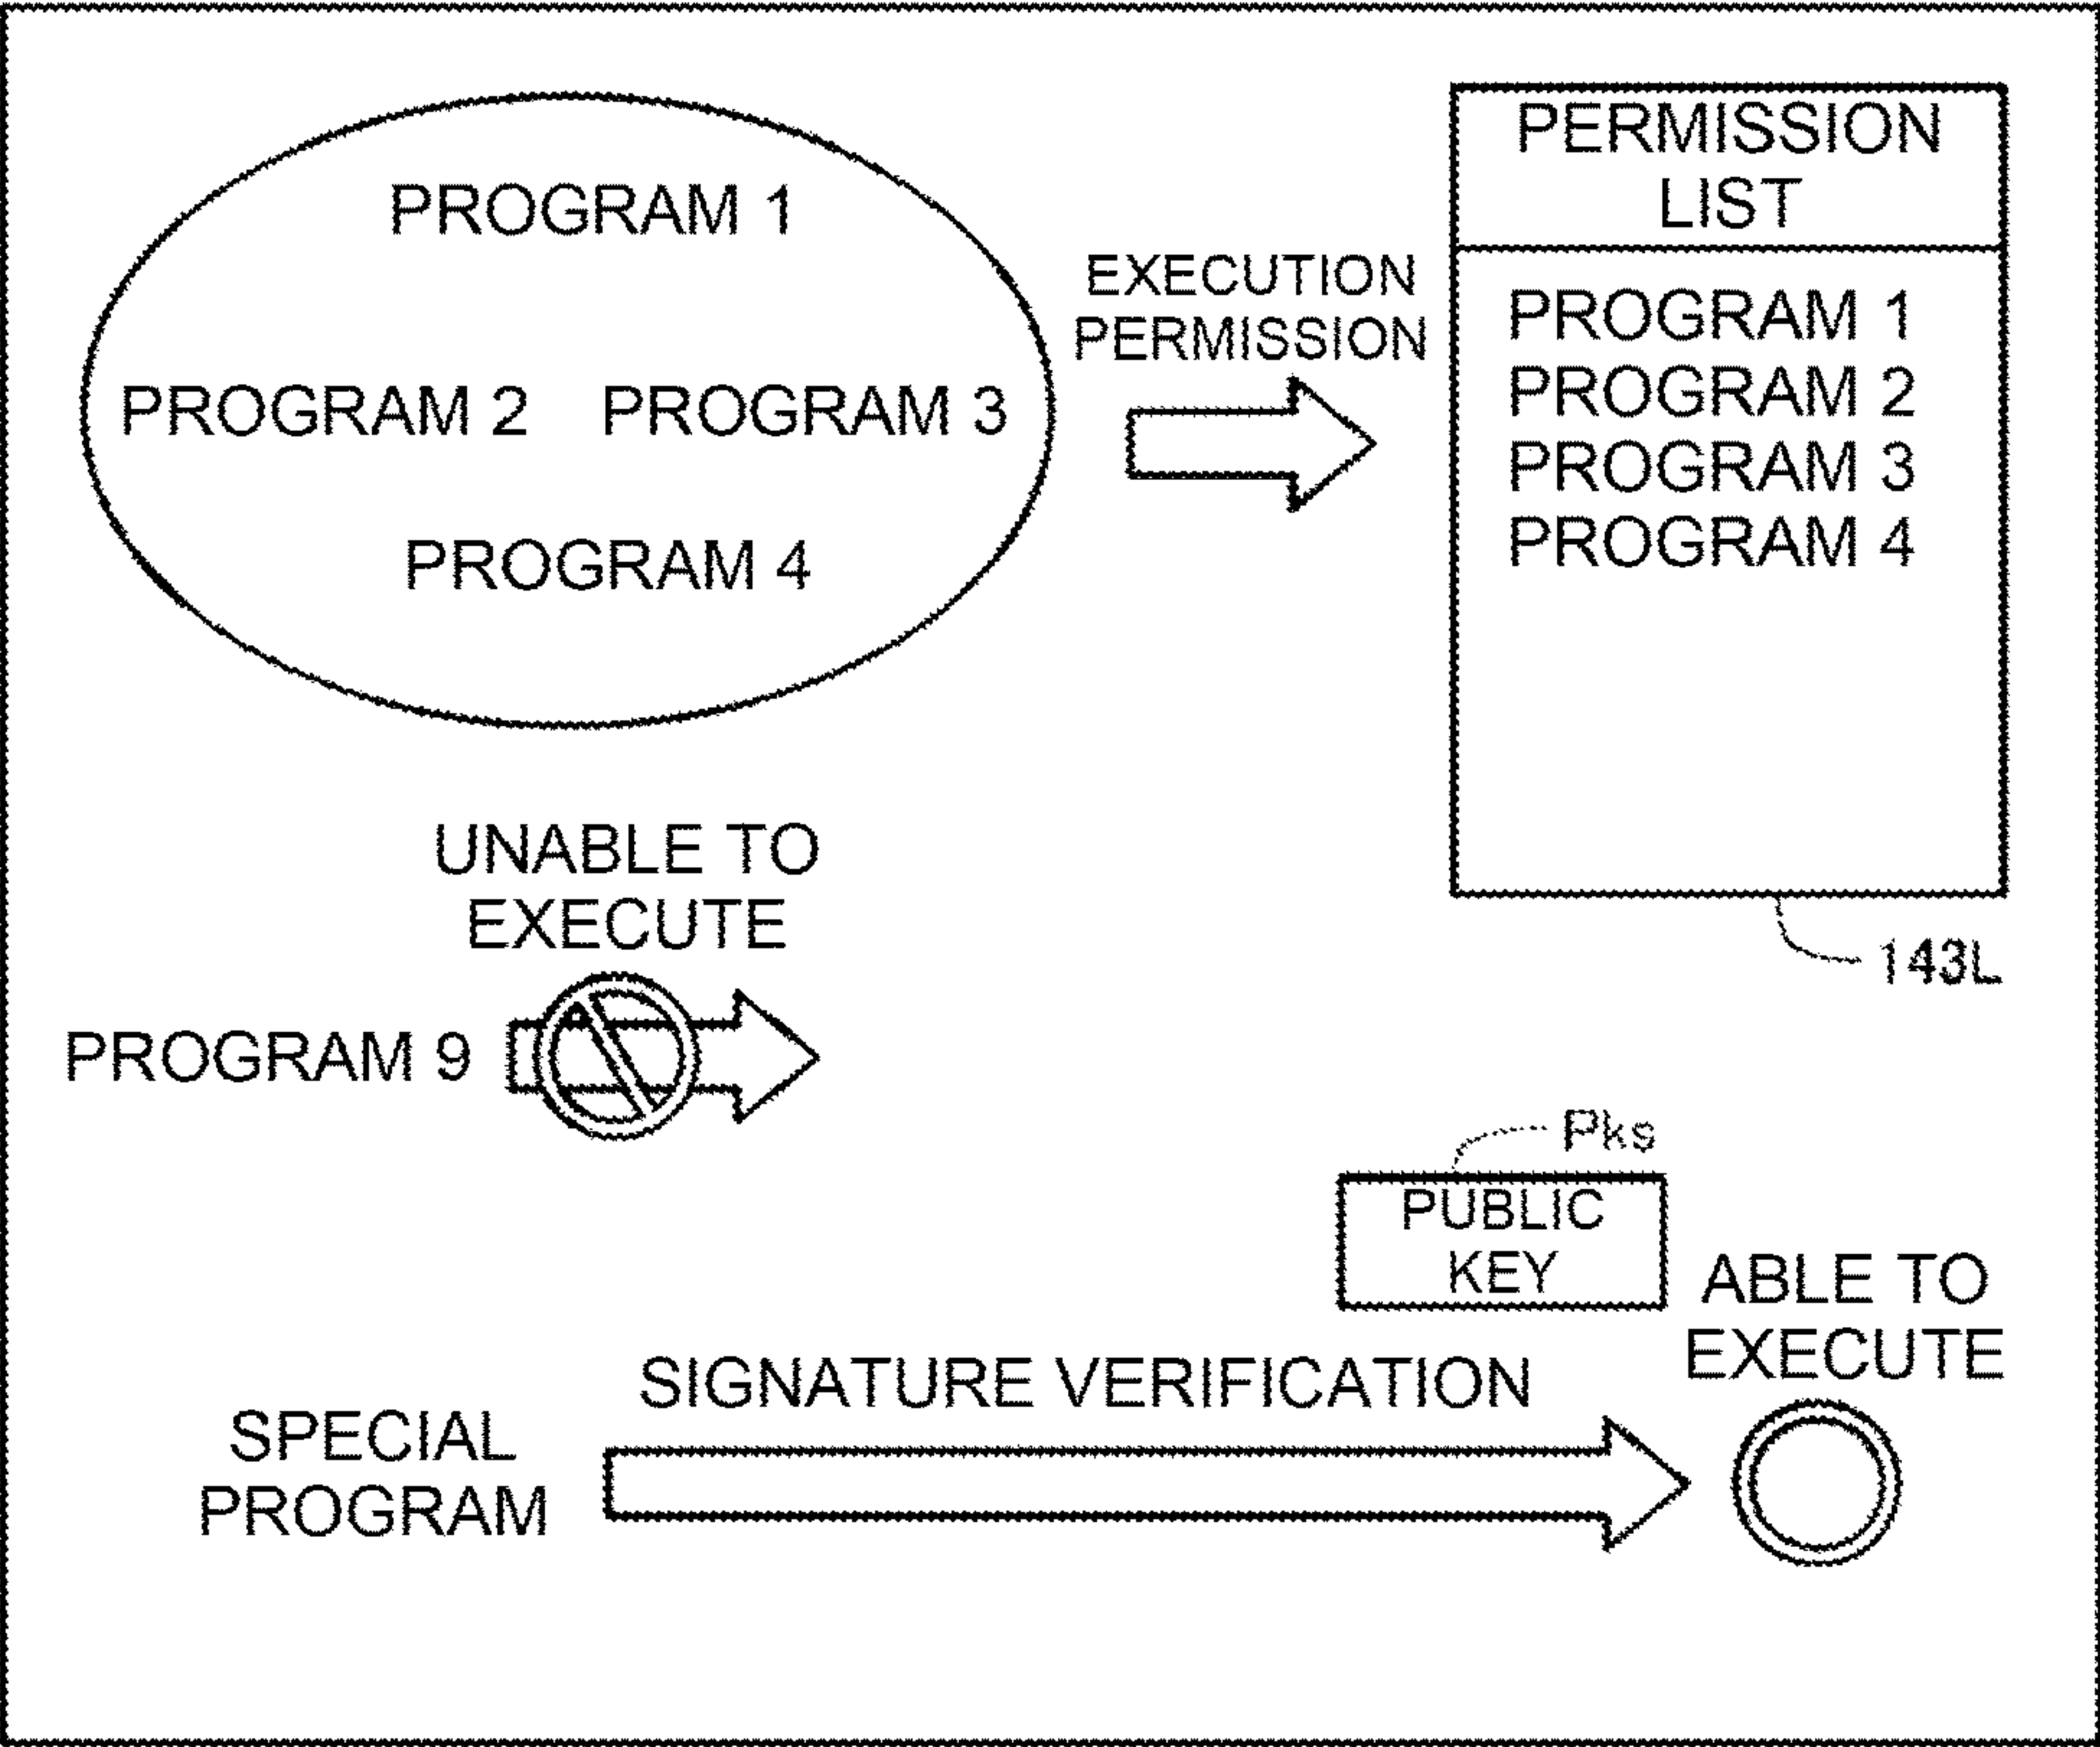 PROGRAM 1
PROGRAM 2 PROGRAM 3
PROGRAM 4
EXECUTION
PERMISSION
PERMISSION
LIST
PROGRAM 1
PROGRAM 2
PROGRAM 3
PROGRAM 4
143L
UNABLE TO
EXECUTE
PROGRAM 9
Pks
PUBLIC
KEY
SPECIAL
PROGRAM
SIGNATURE VERIFICATION
ABLE TO
EXECUTE